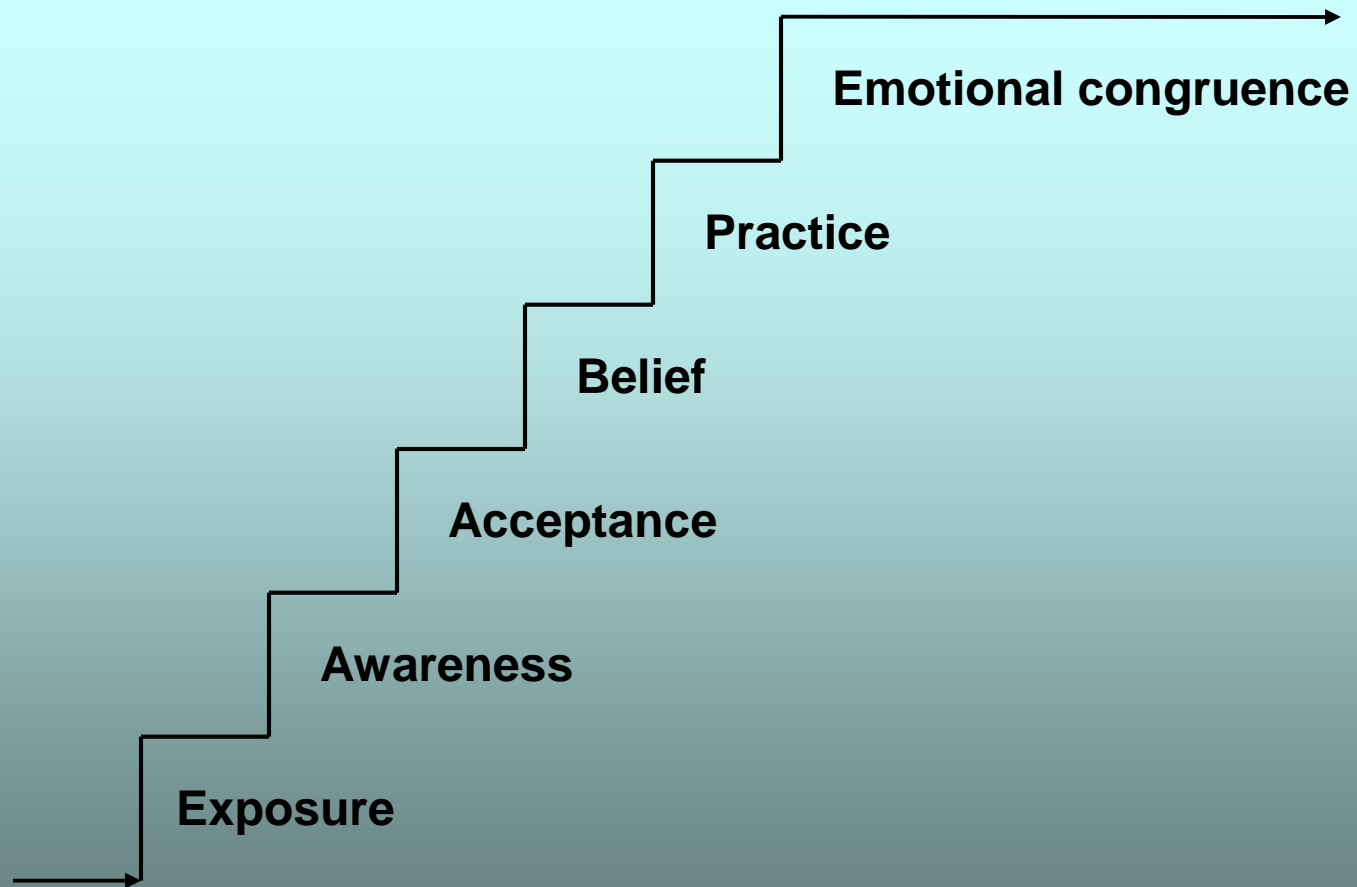 Emotional congruence
Practice
Belief
Acceptance
Awareness
Exposure